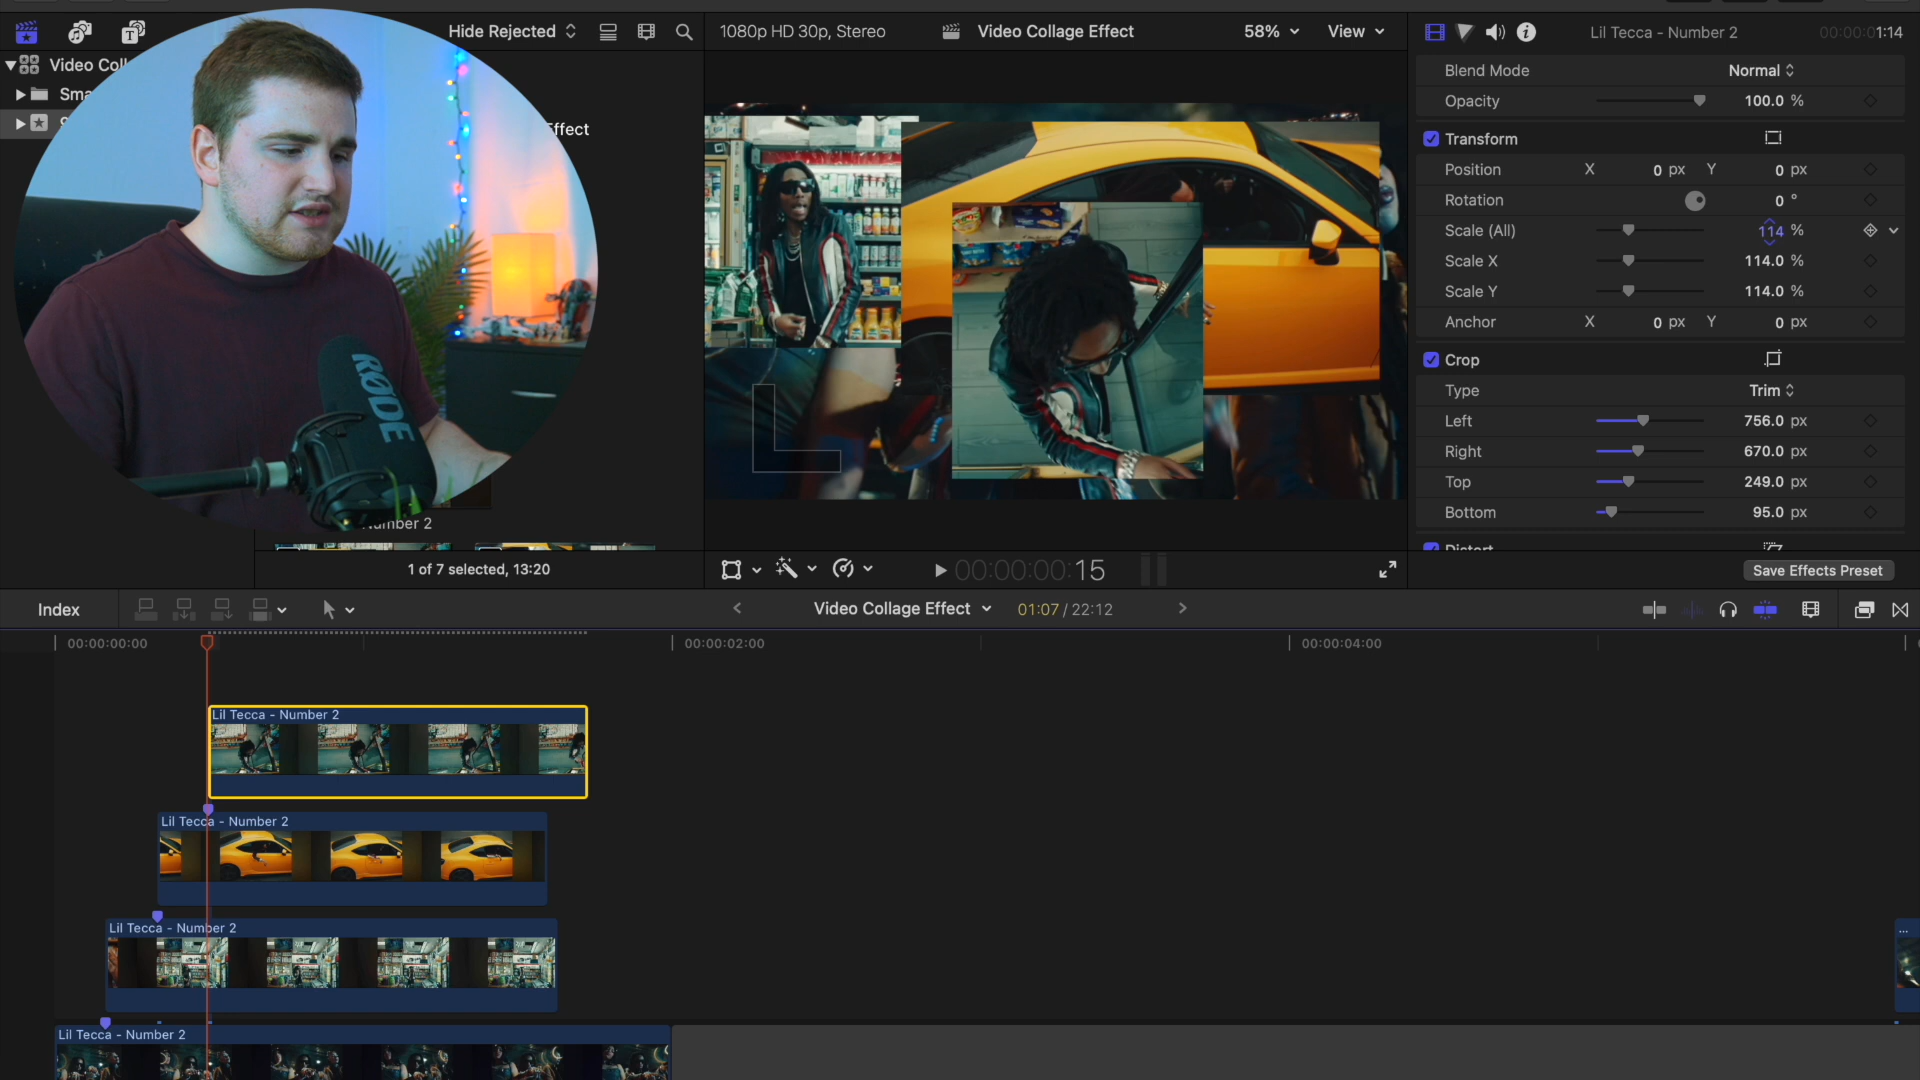 Hide Rejected
1080p HD 30p, Stereo
Video Collage Effect
58%
View
Lil Tecca - Number 2
00:00:01:14
Video Coll
Sma
Effect
RØDE
Number 2
1 of 7 selected, 13:20
00:00:00:15
Blend Mode
Normal
Opacity
100.0 %
Transform
Position X 0 px Y 0 px
Rotation 0 °
Scale (All) 114 %
Scale X 114.0 %
Scale Y 114.0 %
Anchor X 0 px Y 0 px
Crop
Type Trim
Left 756.0 px
Right 670.0 px
Top 249.0 px
Bottom 95.0 px
Distort
Save Effects Preset
Index
Video Collage Effect
01:07 / 22:12
00:00:00:00
00:00:02:00
00:00:04:00
Lil Tecca - Number 2
Lil Tecca - Number 2
Lil Tecca - Number 2
...
Lil Tecca - Number 2